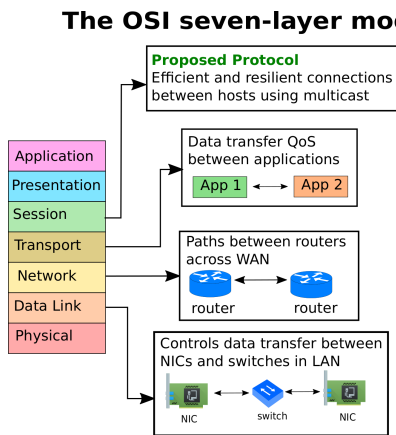 The OSI seven-layer mo
Proposed Protocol
Efficient and resilient connections
between hosts using multicast
Data transfer QoS
between applications
App 1
App 2
Application
Presentation
Session
Transport
Network
Data Link
Physical
Paths between routers
across WAN
router
router
Controls data transfer between
NICs and switches in LAN
NIC
switch
NIC